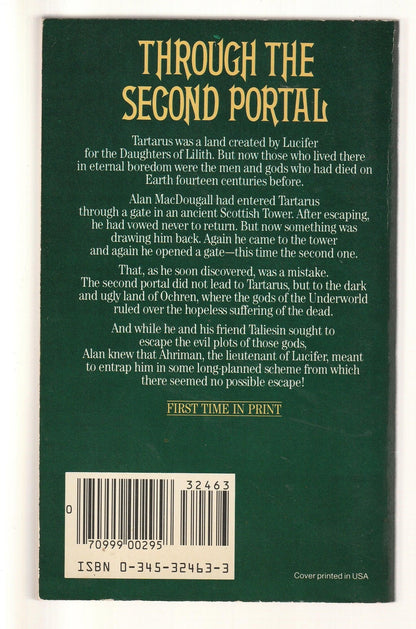 THROUGH THE
SECOND PORTAL
Tartarus was a land created by Lucifer
for the Daughters of Lilith. But now those who lived there
in eternal boredom were the men and gods who had died on
Earth fourteen centuries before.
Alan MacDougall had entered Tartarus
through a gate in an ancient Scottish Tower. After escaping,
he had vowed never to return. But now something was
drawing him back. Again he came to the tower
and again he opened a gate—this time the second one.
That, as he soon discovered, was a mistake.
The second portal did not lead to Tartarus, but to the dark
and ugly land of Ochren, where the gods of the Underworld
ruled over the hopeless suffering of the dead.
And while he and his friend Taliesin sought to
escape the evil plots of those gods,
Alan knew that Ahriman, the lieutenant of Lucifer, meant
to entrap him in some long-planned scheme from which
there seemed no possible escape!
FIRST TIME IN PRINT
32463
0
70999 00295
ISBN 0-345-32463-3
Cover printed in USA